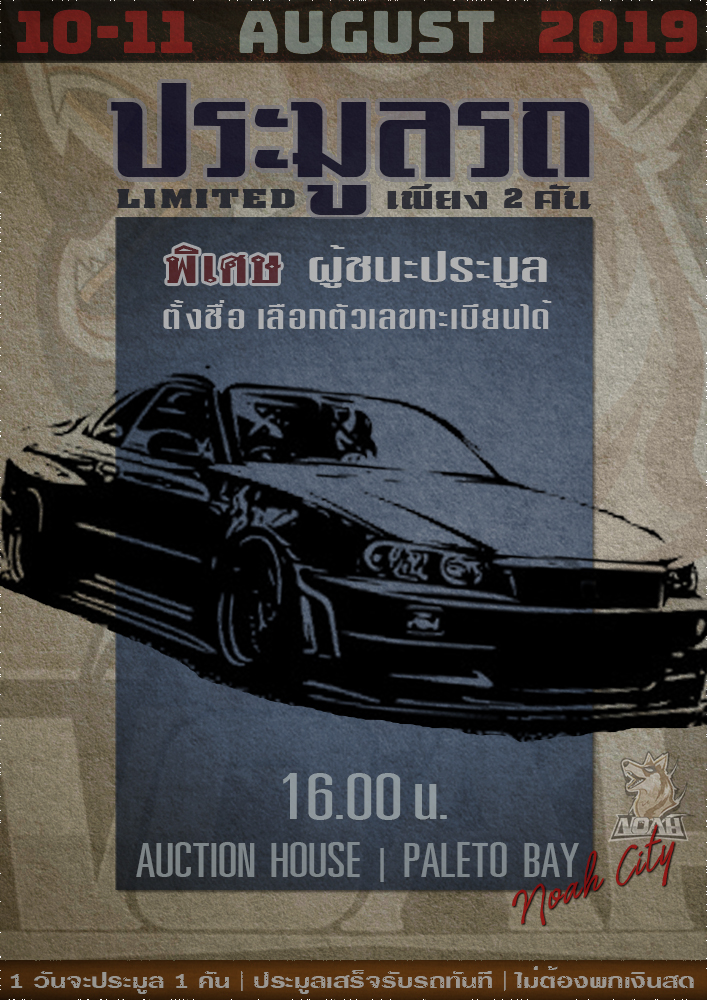 10-11 AUGUST 2019
ประมูลรถ
LIMITED เพียง 2 คัน
พิเศษ ผู้ชนะประมูล
ตั้งชื่อ เลือกตัวเลขทะเบียนได้
16.00 น.
AUCTION HOUSE | PALETO BAY
NOAH
Noah City
1 วันจะประมูล 1 คัน | ประมูลเสร็จรับรถทันที | ไม่ต้องพกเงินสด